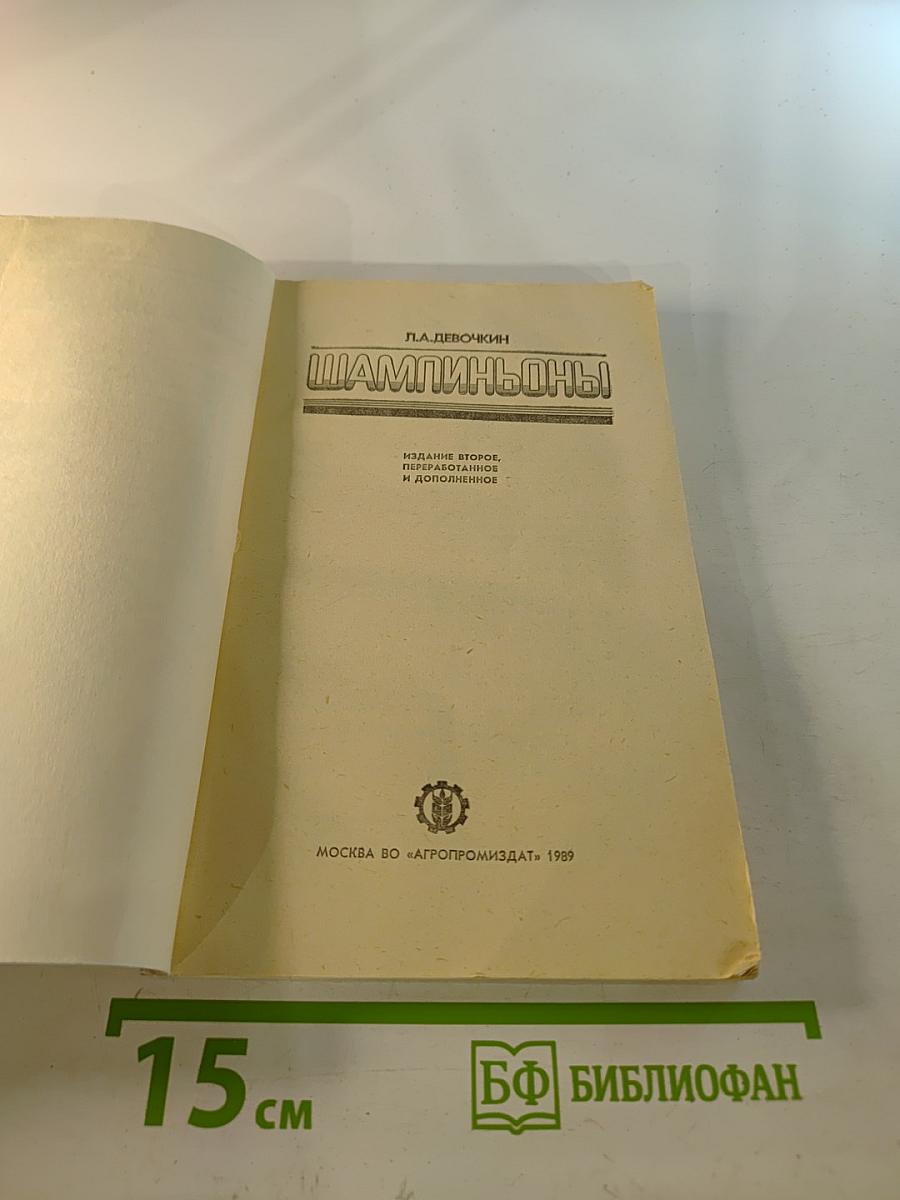 Л.А.ДЕВОЧКИН
ШАМПИНЬОНЫ
ИЗДАНИЕ ВТОРОЕ,
ПЕРЕРАБОТАННОЕ
И ДОПОЛНЕННОЕ
МОСКВА ВО «АГРОПРОМИЗДАТ» 1989
15 см
БФ БИБЛИОФАН